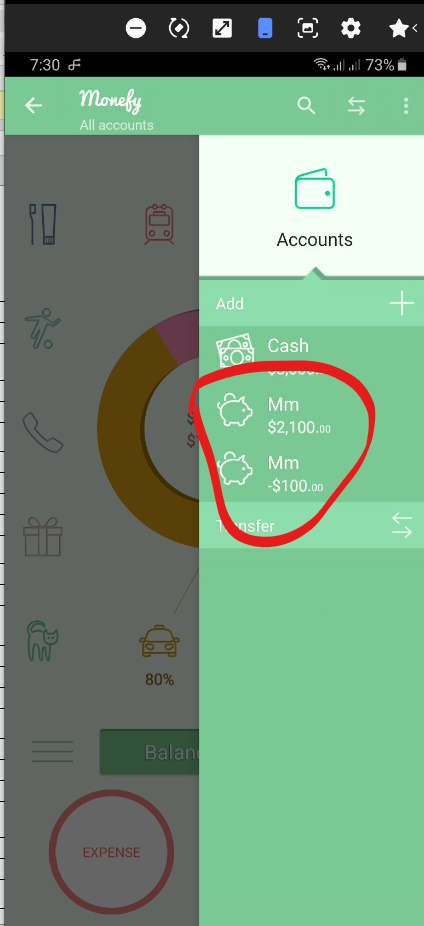 7:30
73%
Monefy
All accounts
Accounts
Add
Cash
Mm
$2,100.00
Mm
-$100.00
Transfer
80%
Balan
EXPENSE